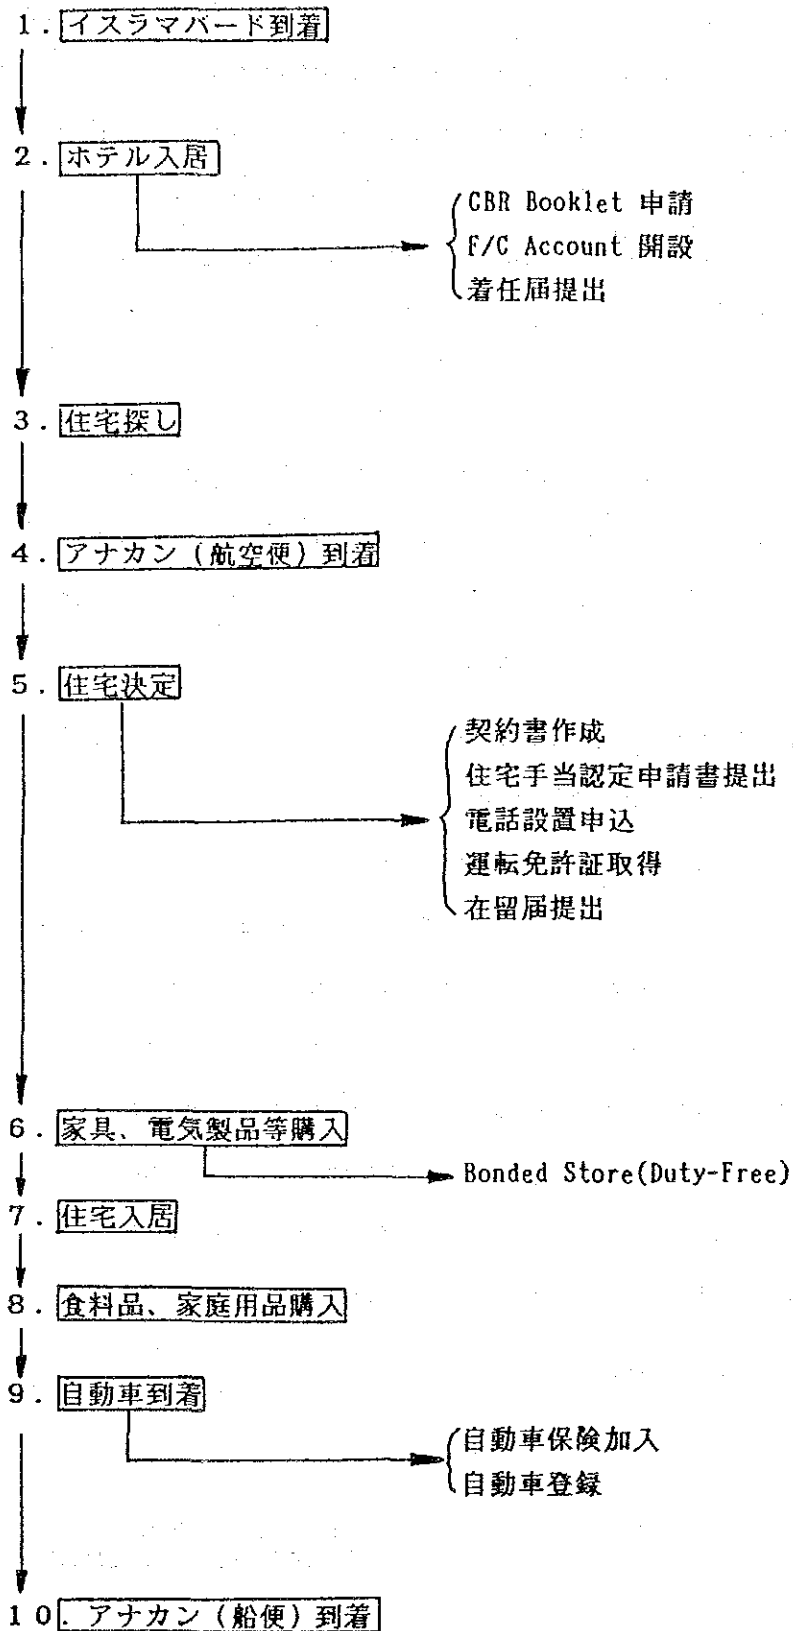 1.イスラマバード到着
2.ホテル入居
CBR Booklet 申請
F/C Account 開設
着任届提出
3.住宅探し
4.アナカン(航空便)到着
5.住宅決定
契約書作成
住宅手当認定申請書提出
電話設置申込
運転免許証取得
在留届提出
6.家具、電気製品等購入
Bonded Store(Duty-Free)
7.住宅入居
8.食料品、家庭用品購入
9.自動車到着
自動車保険加入
自動車登録
10.アナカン(船便)到着